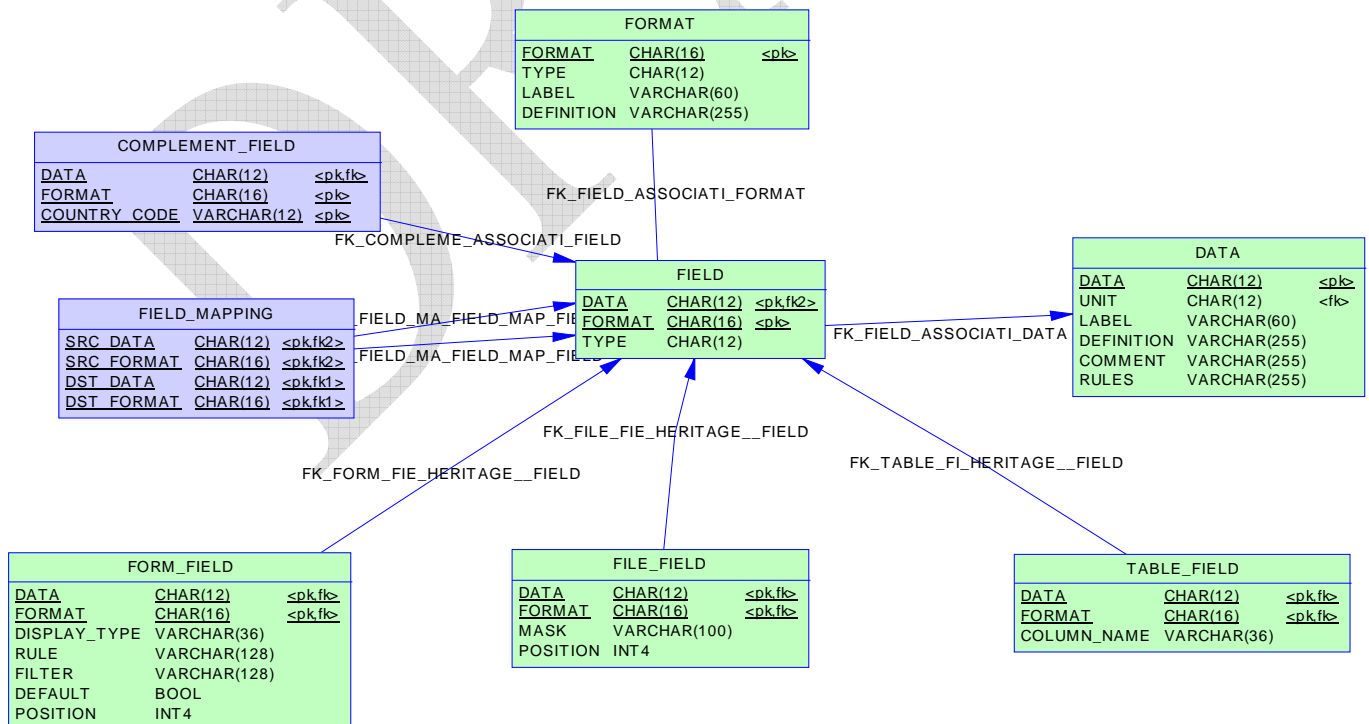 FORMAT
FORMAT CHAR(16) <pk>
TYPE CHAR(12)
LABEL VARCHAR(60)
DEFINITION VARCHAR(255)
COMPLEMENT_FIELD
DATA CHAR(12) <pk,fk>
FORMAT CHAR(16) <pk>
COUNTRY_CODE VARCHAR(12) <pk>
FK_FIELD_ASSOCIATI_FORMAT
FK_COMPLEME_ASSOCIATI_FIELD
FIELD
DATA CHAR(12) <pk,fk2>
FORMAT CHAR(16) <pk>
TYPE CHAR(12)
DATA
DATA CHAR(12) <pk>
UNIT CHAR(12) <fk>
LABEL VARCHAR(60)
DEFINITION VARCHAR(255)
COMMENT VARCHAR(255)
RULES VARCHAR(255)
FIELD_MAPPING
SRC_DATA CHAR(12) <pk,fk2>
SRC_FORMAT CHAR(16) <pk,fk2>
DST_DATA CHAR(12) <pk,fk1>
DST_FORMAT CHAR(16) <pk,fk1>
_FIELD_MA_FIELD_MAP_FIE
_FIELD_MA_FIELD_MAP_FIELD
FK_FIELD_ASSOCIATI_DATA
FK_FILE_FIE_HERITAGE__FIELD
FK_FORM_FIE_HERITAGE__FIELD
FK_TABLE_FI_HERITAGE__FIELD
FORM_FIELD
DATA CHAR(12) <pk,fk>
FORMAT CHAR(16) <pk,fk>
DISPLAY_TYPE VARCHAR(36)
RULE VARCHAR(128)
FILTER VARCHAR(128)
DEFAULT BOOL
POSITION INT4
FILE_FIELD
DATA CHAR(12) <pk,fk>
FORMAT CHAR(16) <pk,fk>
MASK VARCHAR(100)
POSITION INT4
TABLE_FIELD
DATA CHAR(12) <pk,fk>
FORMAT CHAR(16) <pk,fk>
COLUMN_NAME VARCHAR(36)